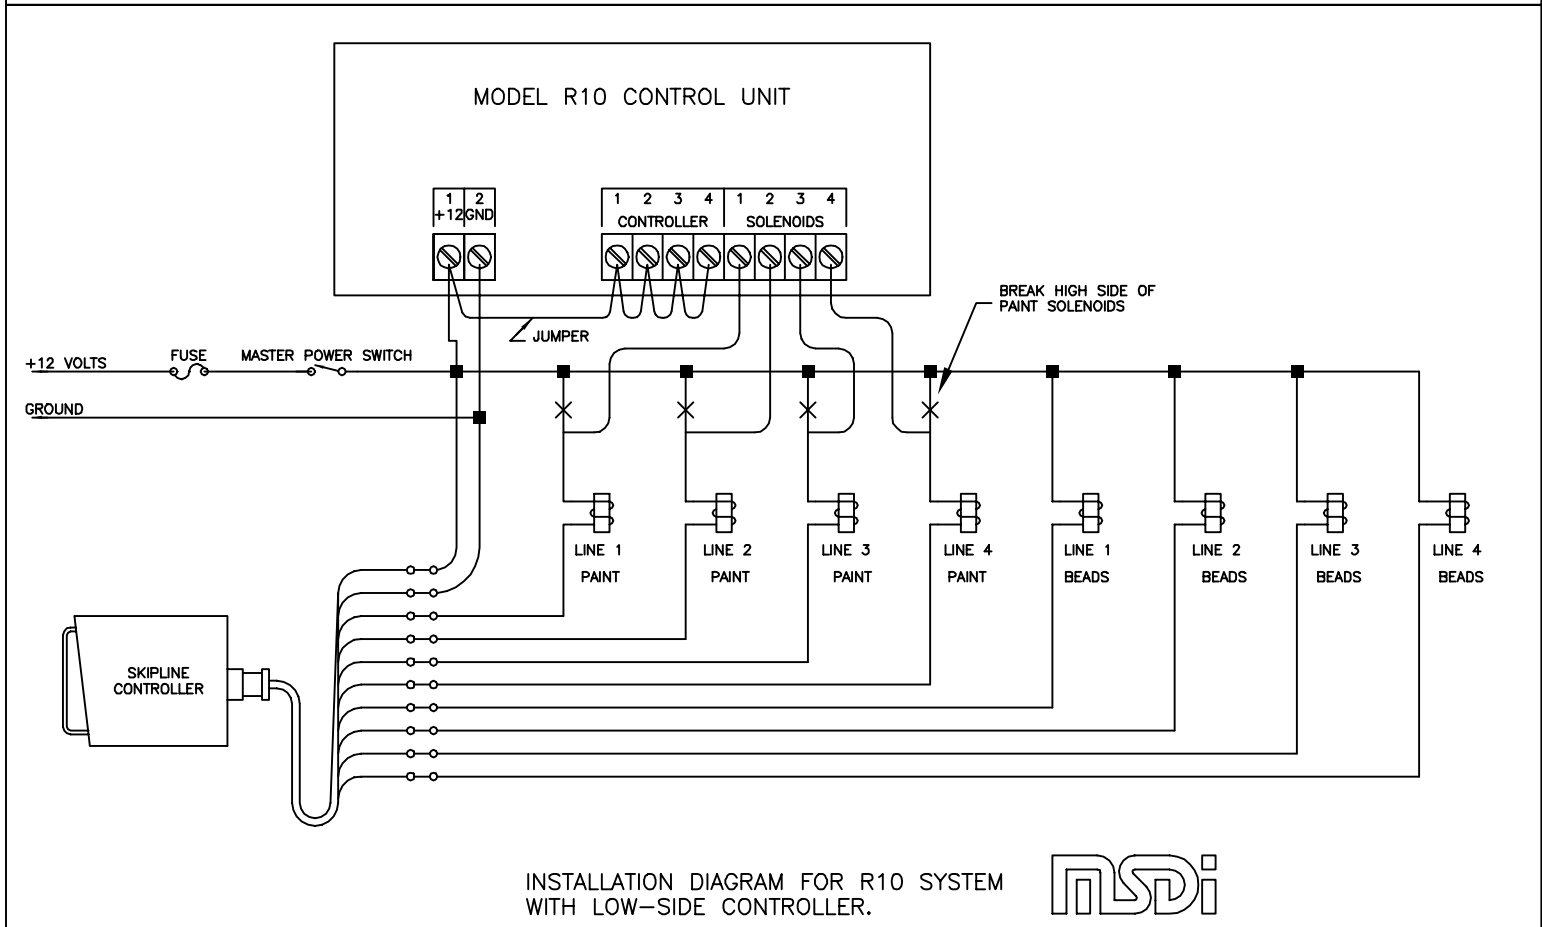 MODEL R10 CONTROL UNIT
1 2
+12 GND
1 2 3 4 1 2 3 4
CONTROLLER SOLENOIDS
BREAK HIGH SIDE OF
PAINT SOLENOIDS
JUMPER
+12 VOLTS
FUSE
MASTER POWER SWITCH
GROUND
LINE 1 LINE 2 LINE 3 LINE 4 LINE 1 LINE 2 LINE 3 LINE 4
PAINT PAINT PAINT PAINT BEADS BEADS BEADS BEADS
SKIPLINE
CONTROLLER
INSTALLATION DIAGRAM FOR R10 SYSTEM
WITH LOW-SIDE CONTROLLER.
MSDi